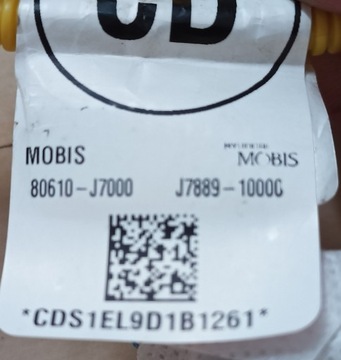 CD
MOBIS
MOBIS
80610-J7000 J7889-1000C
*CDS1EL9D1B1261*